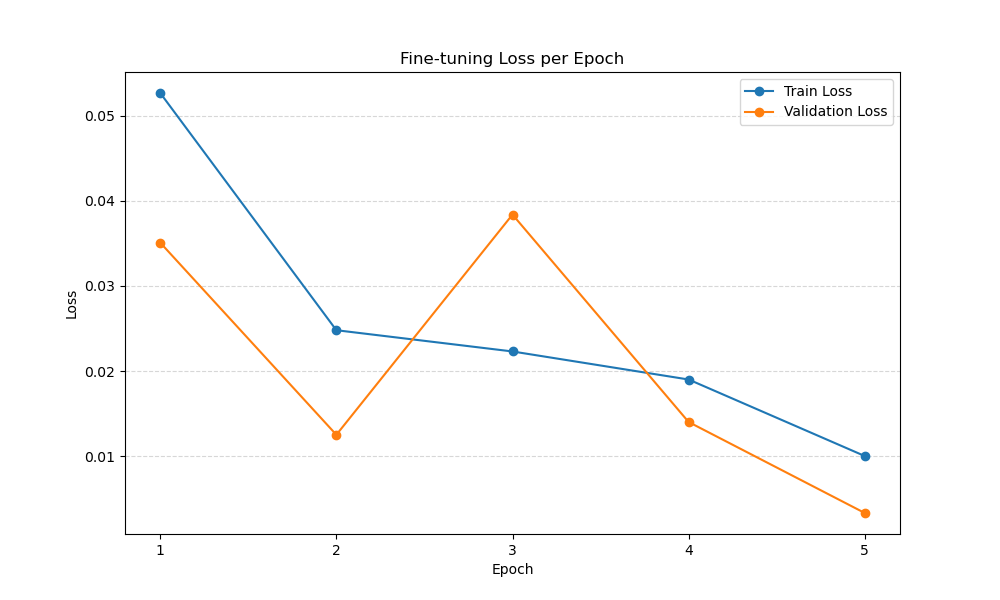 Fine-tuning Loss per Epoch
Train Loss
Validation Loss
0.05
0.04
0.03
0.02
0.01
Loss
1 2 3 4 5
Epoch